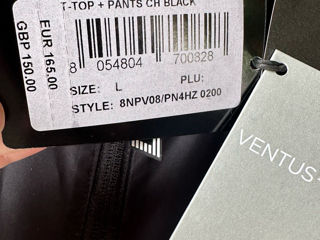 T-TOP + PANTS CH BLACK
8 054804 700328
SIZE: L
PLU:
STYLE: 8NPV08/PN4HZ 0200
EUR 165.00
GBP 150.00
VENTUS